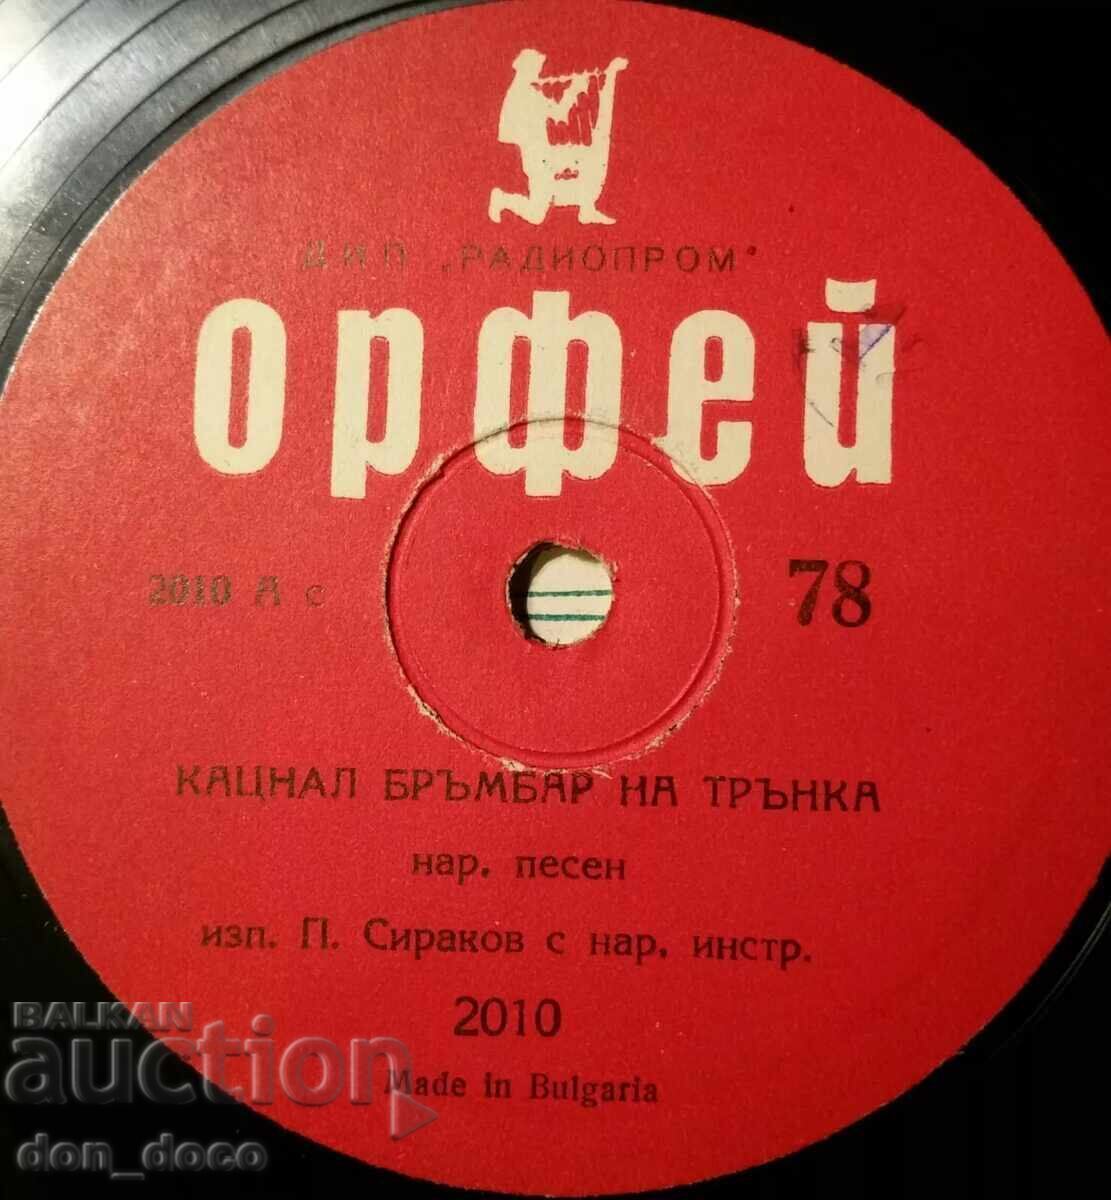 ДИП „РАДИОПРОМ"
ОРФЕЙ
2010 А с
78
КАЦНАЛ БРЪМБАР НА ТРЪНКА
нар. песен
изп. П. Сираков с нар. инстр.
2010
Made in Bulgaria
BALKAN
auction
don_doco